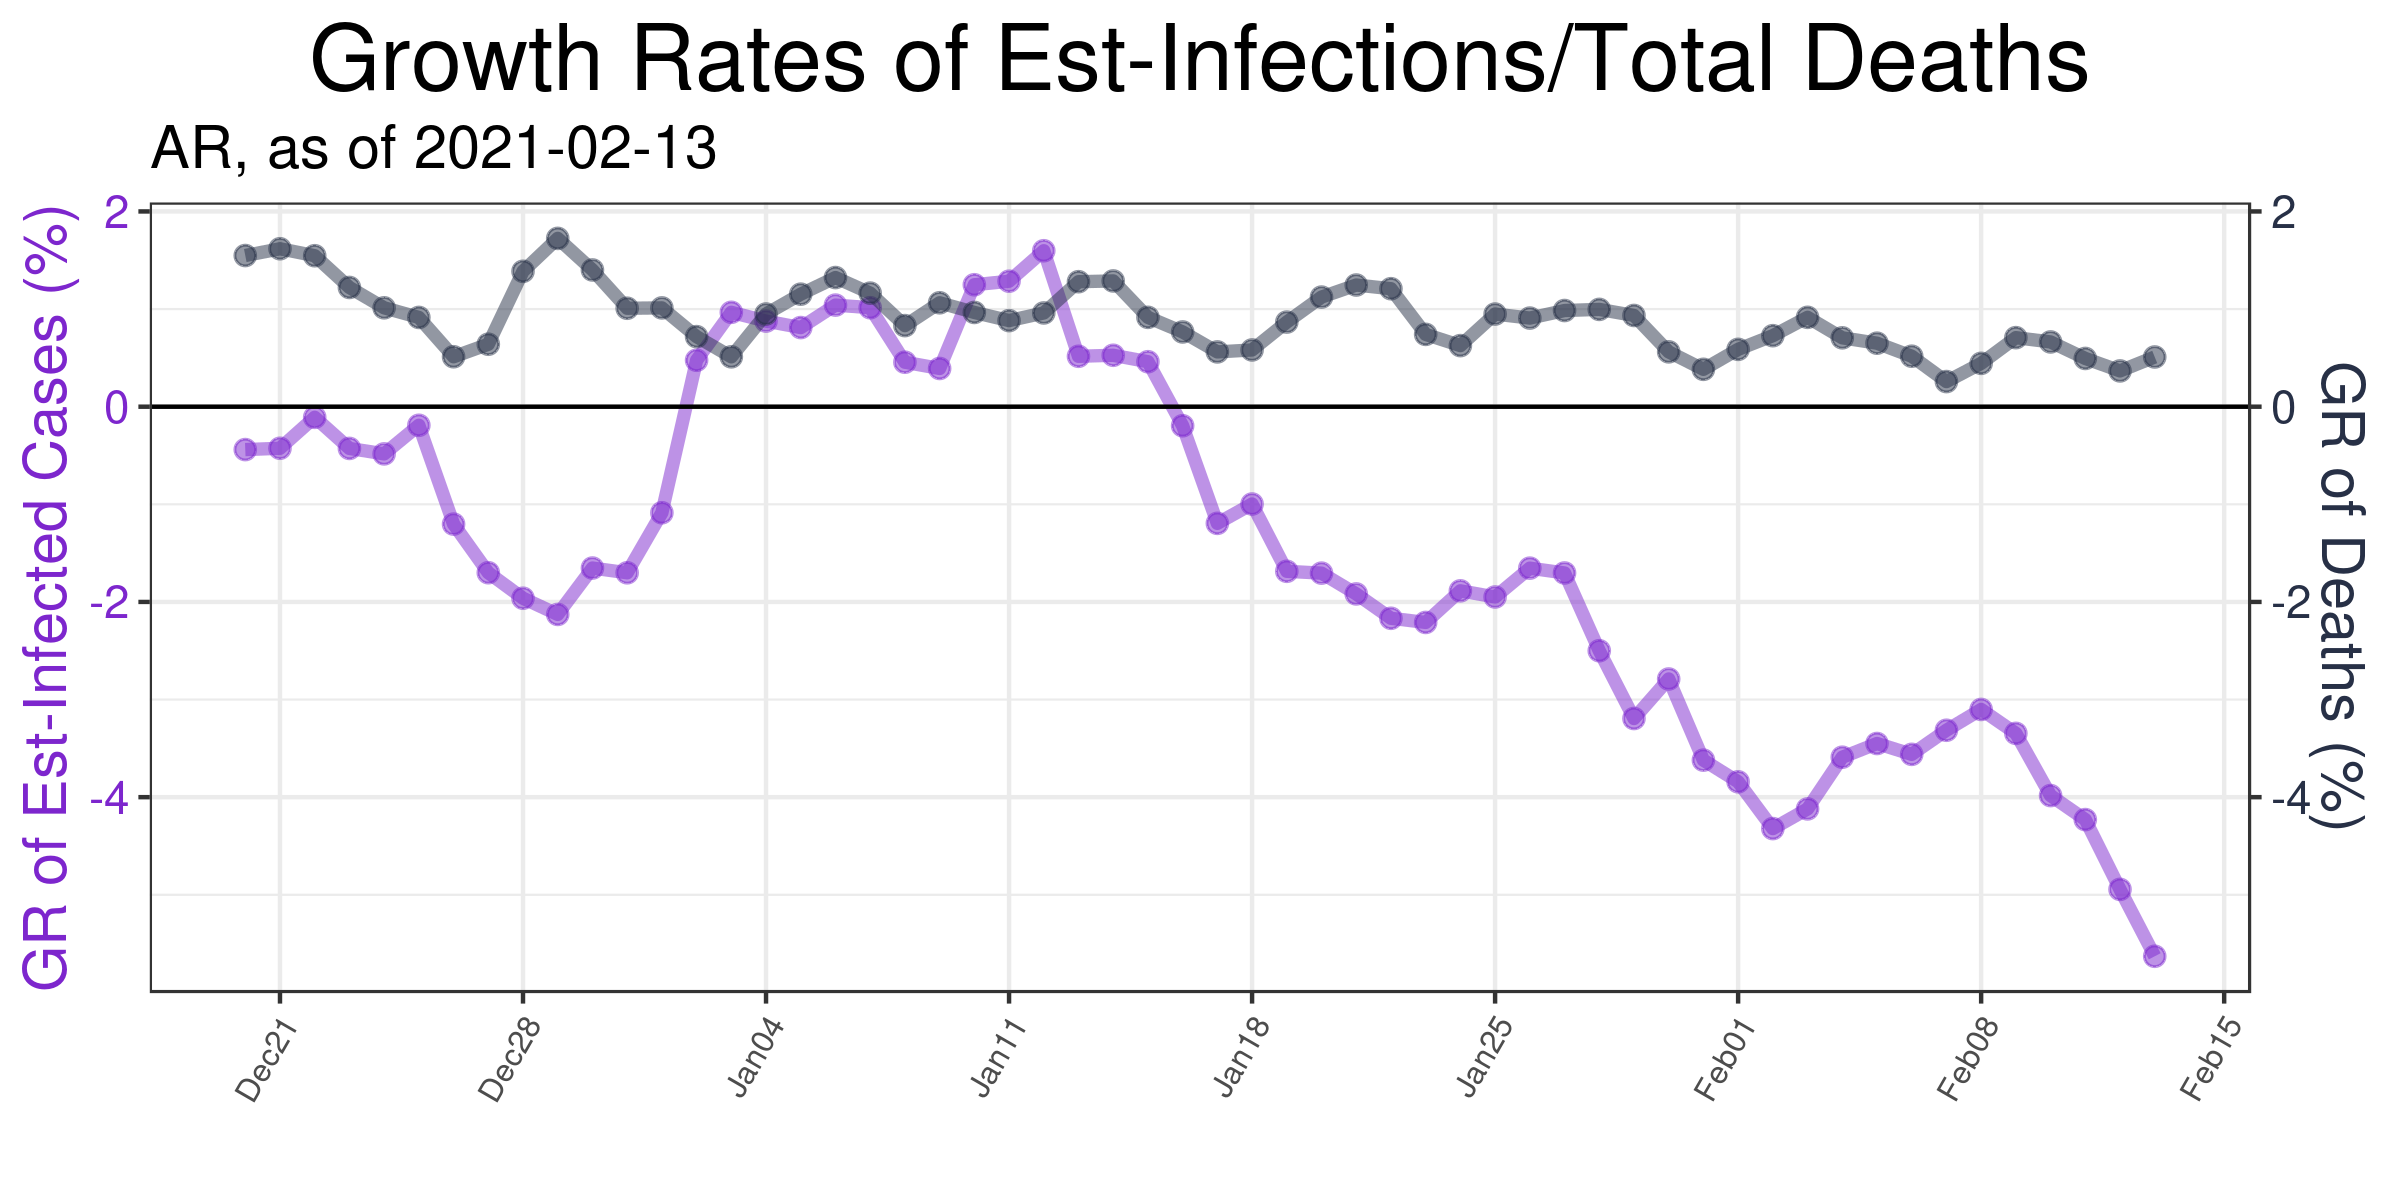 Growth Rates of Est-Infections/Total Deaths
AR, as of 2021-02-13
GR of Est-Infected Cases (%)
2
0
-2
-4
2
0
-2
-4
GR of Deaths (%)
Dec21
Dec28
Jan04
Jan11
Jan18
Jan25
Feb01
Feb08
Feb15